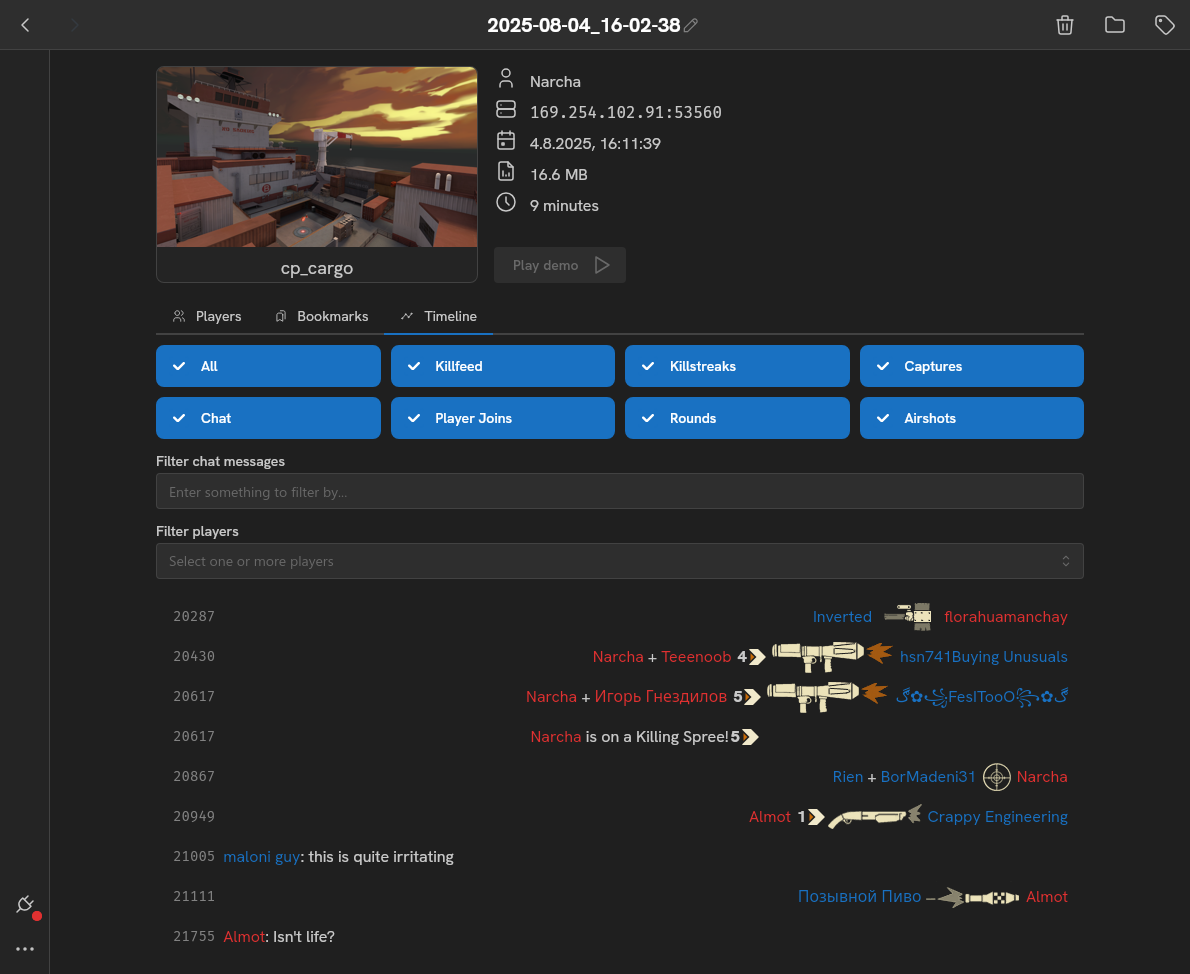 2025-08-04_16-02-38
Narcha
169.254.102.91:53560
4.8.2025, 16:11:39
16.6 MB
9 minutes
cp_cargo
Play demo
Players Bookmarks Timeline
All Killfeed Killstreaks Captures
Chat Player Joins Rounds Airshots
Filter chat messages
Enter something to filter by...
Filter players
Select one or more players
20287 Inverted florahuamanchay
20430 Narcha + Teeenoob 4 hsn741Buying Unusuals
20617 Narcha + Игорь Гнездилов 5 FeslTooO
20617 Narcha is on a Killing Spree! 5
20867 Rien + BorMadeni31 Narcha
20949 Almot 1 Crappy Engineering
21005 maloni guy: this is quite irritating
21111 Позывной Пиво Almot
21755 Almot: Isn't life?